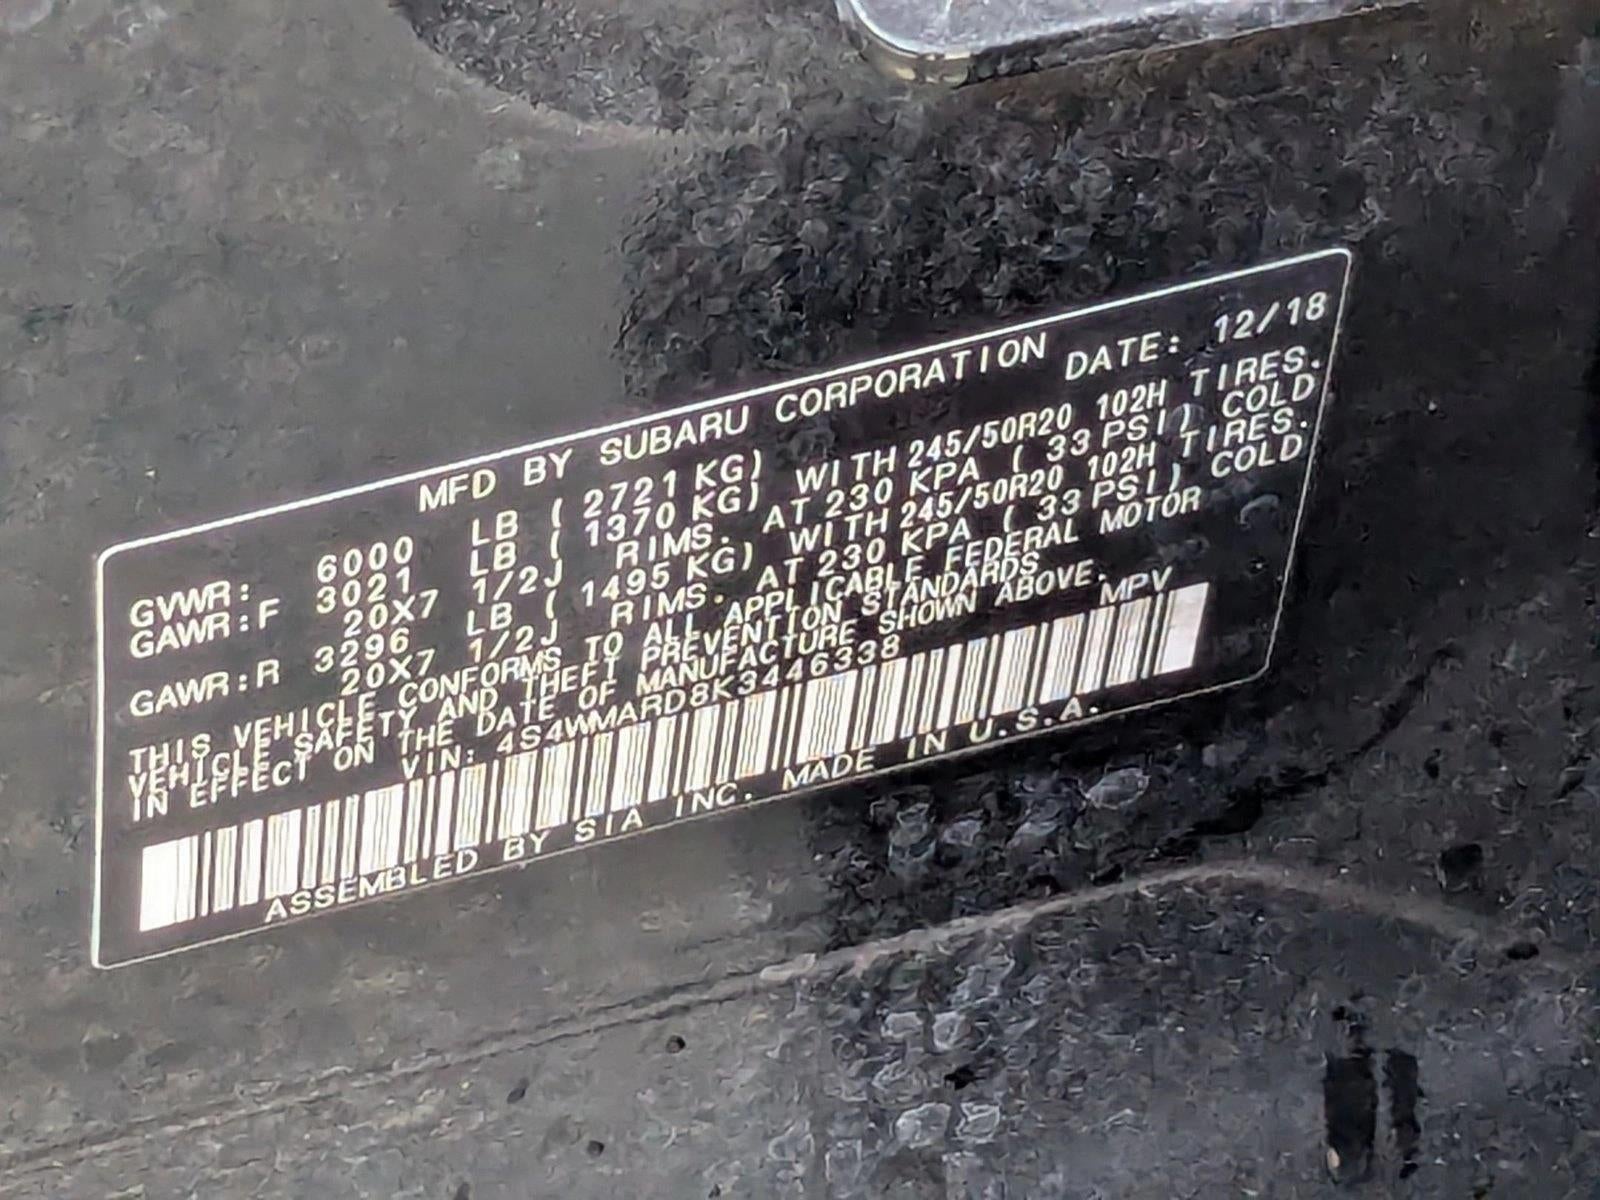 MFD BY SUBARU CORPORATION
DATE: 12/18
GVWR: 6000 LB ( 2721 KG)
GAWR:F 3021 LB ( 1370 KG) WITH 245/50R20 102H TIRES.
20X7 1/2J RIMS. AT 230 KPA ( 33 PSI) COLD
GAWR:R 3296 LB ( 1495 KG) WITH 245/50R20 102H TIRES.
20X7 1/2J RIMS. AT 230 KPA ( 33 PSI) COLD
THIS VEHICLE CONFORMS TO ALL APPLICABLE FEDERAL MOTOR
VEHICLE SAFETY AND THEFT PREVENTION STANDARDS
IN EFFECT ON THE DATE OF MANUFACTURE SHOWN ABOVE.
VIN: 4S4WMARD8K3446338 MPV
ASSEMBLED BY SIA INC. MADE IN U.S.A.